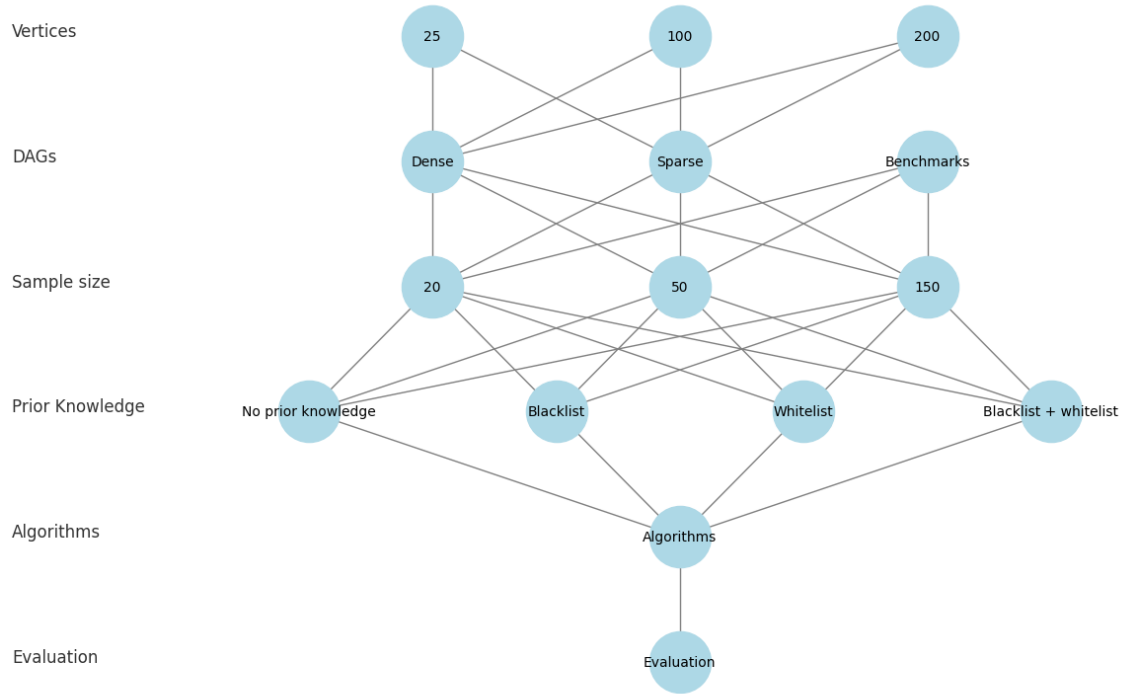 Vertices
25
100
200
DAGs
Dense
Sparse
Benchmarks
Sample size
20
50
150
Prior Knowledge
No prior knowledge
Blacklist
Whitelist
Blacklist + whitelist
Algorithms
Algorithms
Evaluation
Evaluation